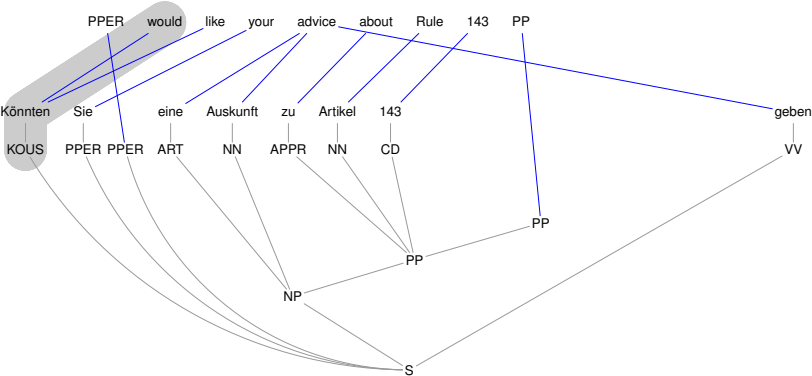 PPER would like your advice about Rule 143 PP
Könnten Sie eine Auskunft zu Artikel 143 geben
KOUS PPER PPER ART NN APPR NN CD VV
PP
PP
NP
S